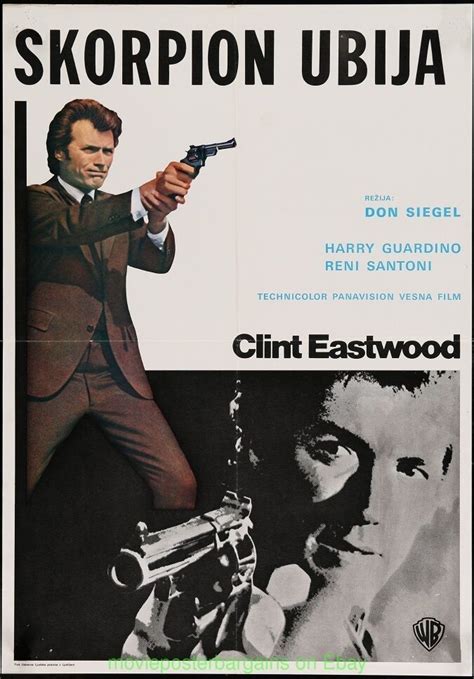 SKORPION UBIJA
REŽIJA:
DON SIEGEL
HARRY GUARDINO
RENI SANTONI
TECHNICOLOR PANAVISION VESNA FILM
Clint Eastwood
WB
movieposterbargains on Ebay